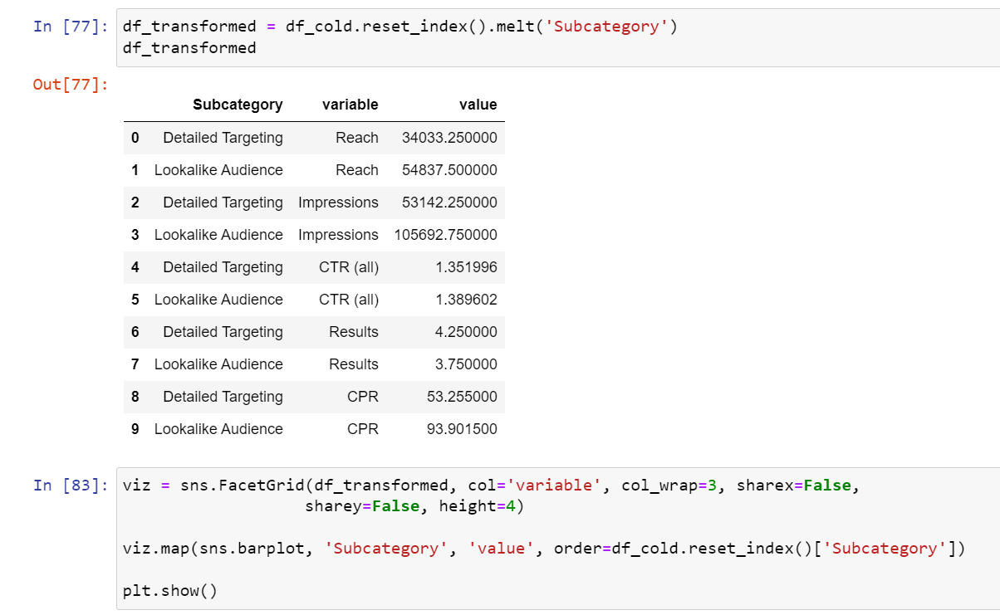 In [77]: df_transformed = df_cold.reset_index().melt('Subcategory')
df_transformed
Out[77]:
Subcategory variable value
0 Detailed Targeting Reach 34033.250000
1 Lookalike Audience Reach 54837.500000
2 Detailed Targeting Impressions 53142.250000
3 Lookalike Audience Impressions 105692.750000
4 Detailed Targeting CTR (all) 1.351996
5 Lookalike Audience CTR (all) 1.389602
6 Detailed Targeting Results 4.250000
7 Lookalike Audience Results 3.750000
8 Detailed Targeting CPR 53.255000
9 Lookalike Audience CPR 93.901500
In [83]: viz = sns.FacetGrid(df_transformed, col='variable', col_wrap=3, sharex=False,
sharey=False, height=4)
viz.map(sns.barplot, 'Subcategory', 'value', order=df_cold.reset_index()['Subcategory'])
plt.show()